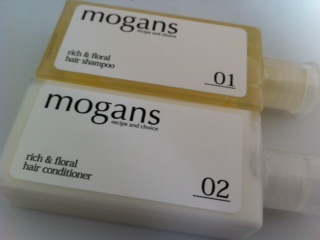 mogans
recipe and choice
rich & floral
hair shampoo
01
mogans
recipe and choice
rich & floral
hair conditioner
02